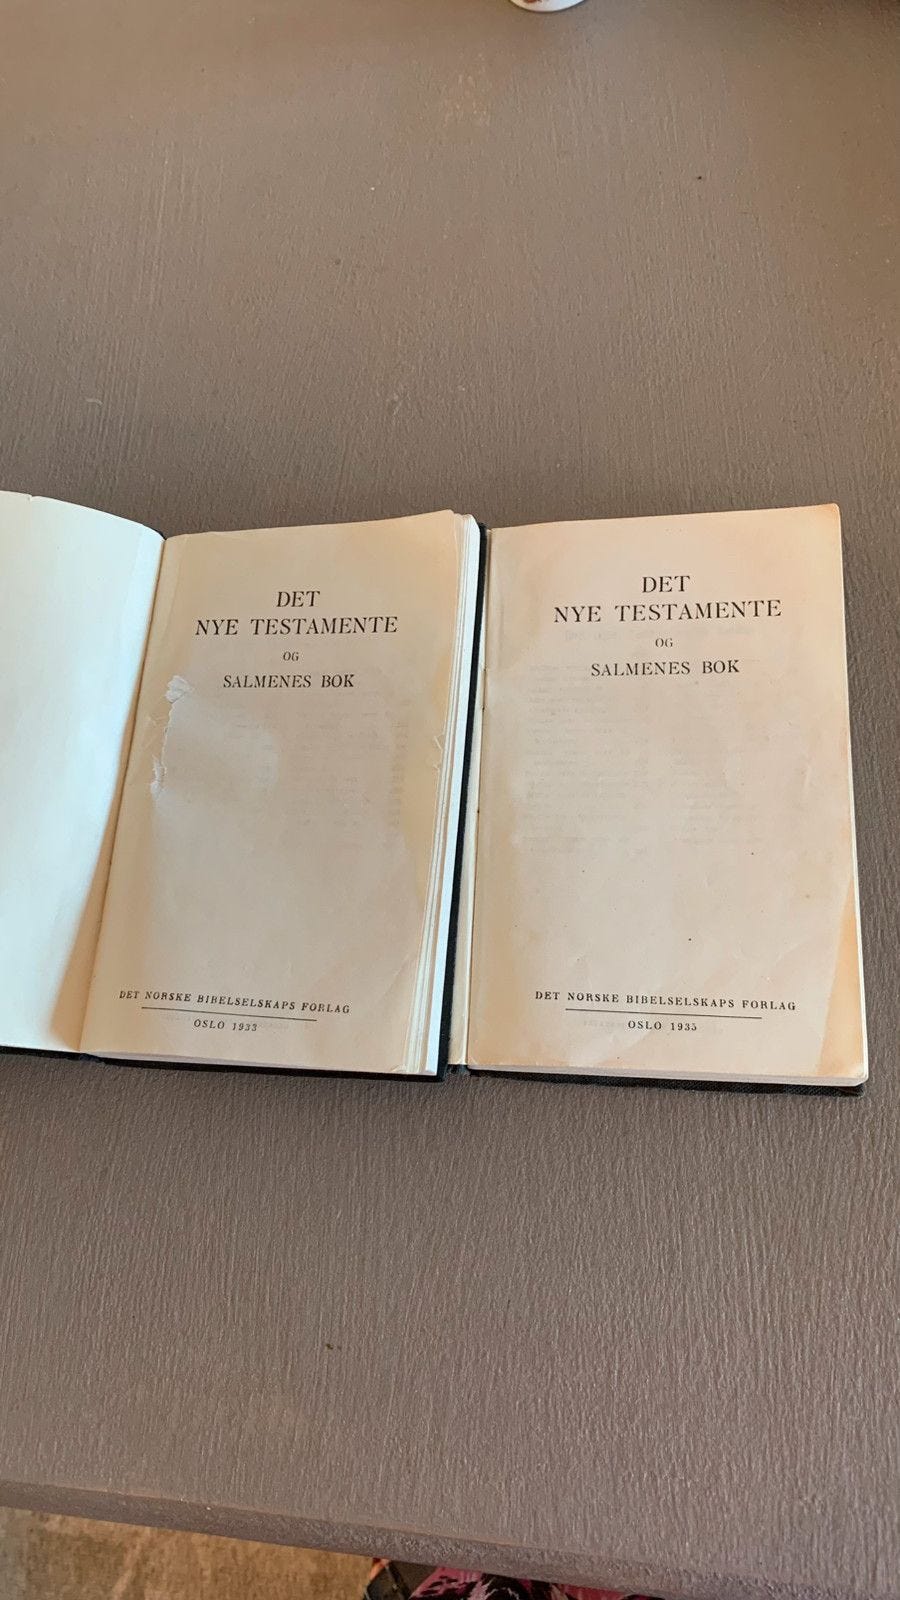 DET
NYE TESTAMENTE
OG
SALMENES BOK
DET NORSKE BIBELSELSKAPS FORLAG
OSLO 1933
DET
NYE TESTAMENTE
OG
SALMENES BOK
DET NORSKE BIBELSELSKAPS FORLAG
OSLO 1935